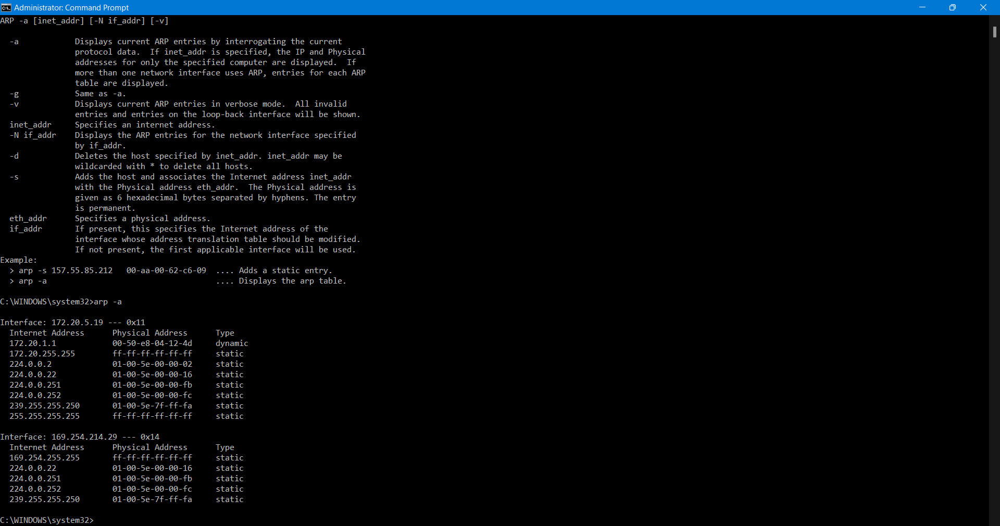 Administrator: Command Prompt
ARP -a [inet_addr] [-N if_addr] [-v]
-a Displays current ARP entries by interrogating the current
protocol data. If inet_addr is specified, the IP and Physical
addresses for only the specified computer are displayed. If
more than one network interface uses ARP, entries for each ARP
table are displayed.
-g Same as -a.
-v Displays current ARP entries in verbose mode. All invalid
entries and entries on the loop-back interface will be shown.
inet_addr Specifies an internet address.
-N if_addr Displays the ARP entries for the network interface specified
by if_addr.
-d Deletes the host specified by inet_addr. inet_addr may be
wildcarded with * to delete all hosts.
-s Adds the host and associates the Internet address inet_addr
with the Physical address eth_addr. The Physical address is
given as 6 hexadecimal bytes separated by hyphens. The entry
is permanent.
eth_addr Specifies a physical address.
if_addr If present, this specifies the Internet address of the
interface whose address translation table should be modified.
If not present, the first applicable interface will be used.
Example:
> arp -s 157.55.85.212 00-aa-00-62-c6-09 .... Adds a static entry.
> arp -a .... Displays the arp table.
C:\WINDOWS\system32>arp -a
Interface: 172.20.5.19 --- 0x11
Internet Address Physical Address Type
172.20.1.1 00-50-e8-04-12-4d dynamic
172.20.255.255 ff-ff-ff-ff-ff-ff static
224.0.0.2 01-00-5e-00-00-02 static
224.0.0.22 01-00-5e-00-00-16 static
224.0.0.251 01-00-5e-00-00-fb static
224.0.0.252 01-00-5e-00-00-fc static
239.255.255.250 01-00-5e-7f-ff-fa static
255.255.255.255 ff-ff-ff-ff-ff-ff static
Interface: 169.254.214.29 --- 0x14
Internet Address Physical Address Type
169.254.255.255 ff-ff-ff-ff-ff-ff static
224.0.0.22 01-00-5e-00-00-16 static
224.0.0.251 01-00-5e-00-00-fb static
224.0.0.252 01-00-5e-00-00-fc static
239.255.255.250 01-00-5e-7f-ff-fa static
C:\WINDOWS\system32>